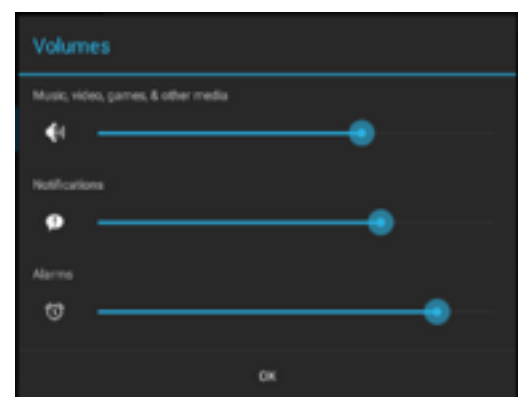 Volumes
Music, video, games, & other media
Notifications
Alarms
OK